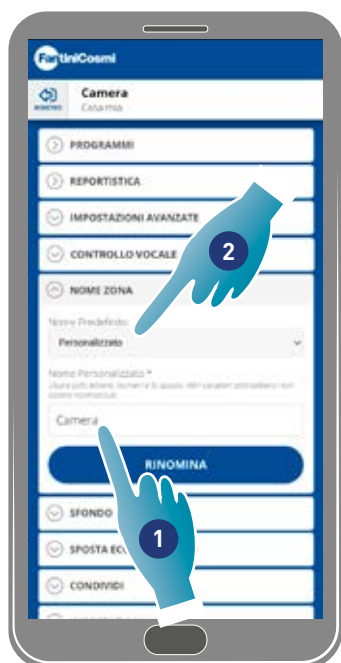 FantiniCosmi
Camera
Casa mia
PROGRAMMI
REPORTISTICA
IMPOSTAZIONI AVANZATE
CONTROLLO VOCALE
2
NOME ZONA
Nome Predefinito
Personalizzato
Nome Personalizzato *
Camera
RINOMINA
SFONDO
1
SPOSTA
CONDIVIDI